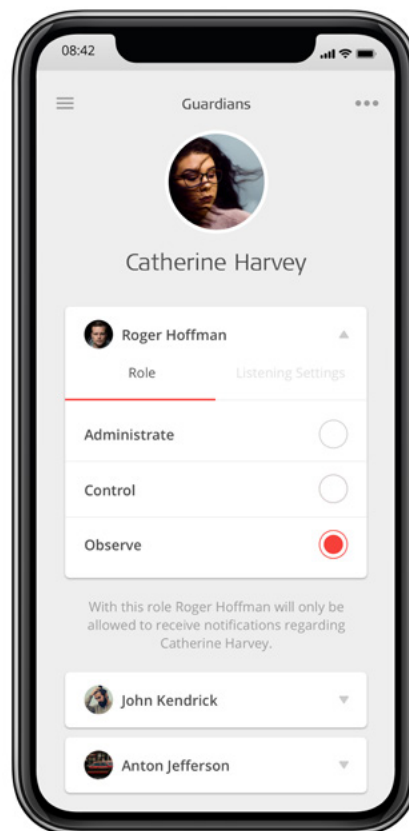 08:42
Guardians
Catherine Harvey
Roger Hoffman
Role Listening Settings
Administrate
Control
Observe
With this role Roger Hoffman will only be
allowed to receive notifications regarding
Catherine Harvey.
John Kendrick
Anton Jefferson